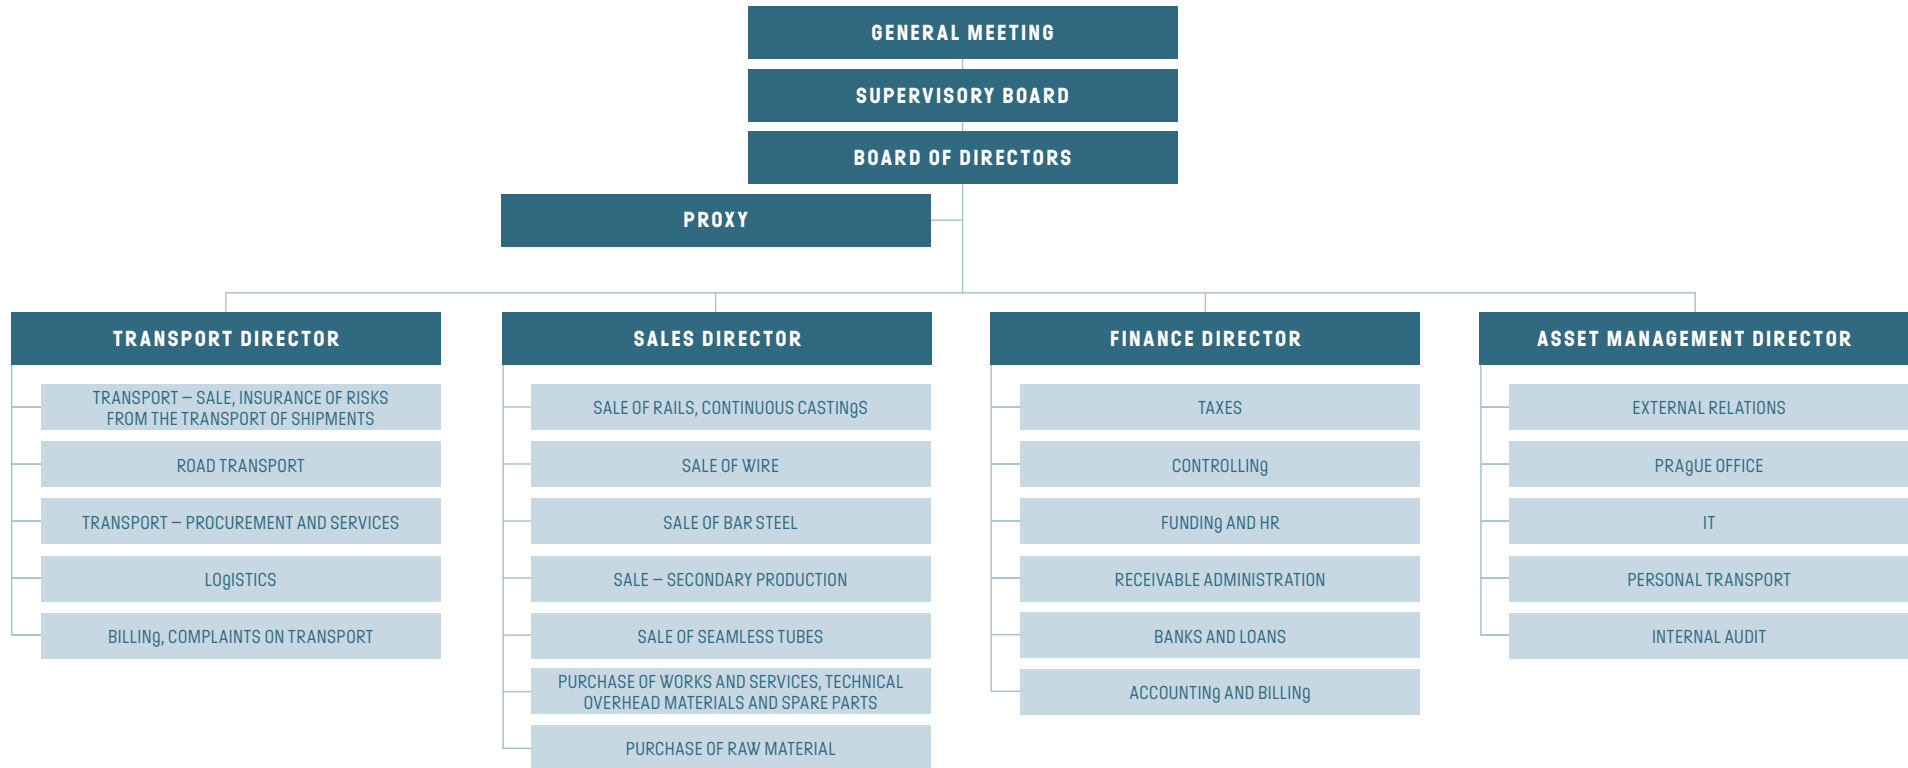 GENERAL MEETING
SUPERVISORY BOARD
BOARD OF DIRECTORS
PROXY
TRANSPORT DIRECTOR
TRANSPORT – SALE, INSURANCE OF RISKS
FROM THE TRANSPORT OF SHIPMENTS
ROAD TRANSPORT
TRANSPORT – PROCUREMENT AND SERVICES
LOgISTICS
BILLINg, COMPLAINTS ON TRANSPORT
SALES DIRECTOR
SALE OF RAILS, CONTINUOUS CASTINgS
SALE OF WIRE
SALE OF BAR STEEL
SALE – SECONDARY PRODUCTION
SALE OF SEAMLESS TUBES
PURCHASE OF WORKS AND SERVICES, TECHNICAL
OVERHEAD MATERIALS AND SPARE PARTS
PURCHASE OF RAW MATERIAL
FINANCE DIRECTOR
TAXES
CONTROLLINg
FUNDINg AND HR
RECEIVABLE ADMINISTRATION
BANKS AND LOANS
ACCOUNTINg AND BILLINg
ASSET MANAGEMENT DIRECTOR
EXTERNAL RELATIONS
PRAgUE OFFICE
IT
PERSONAL TRANSPORT
INTERNAL AUDIT